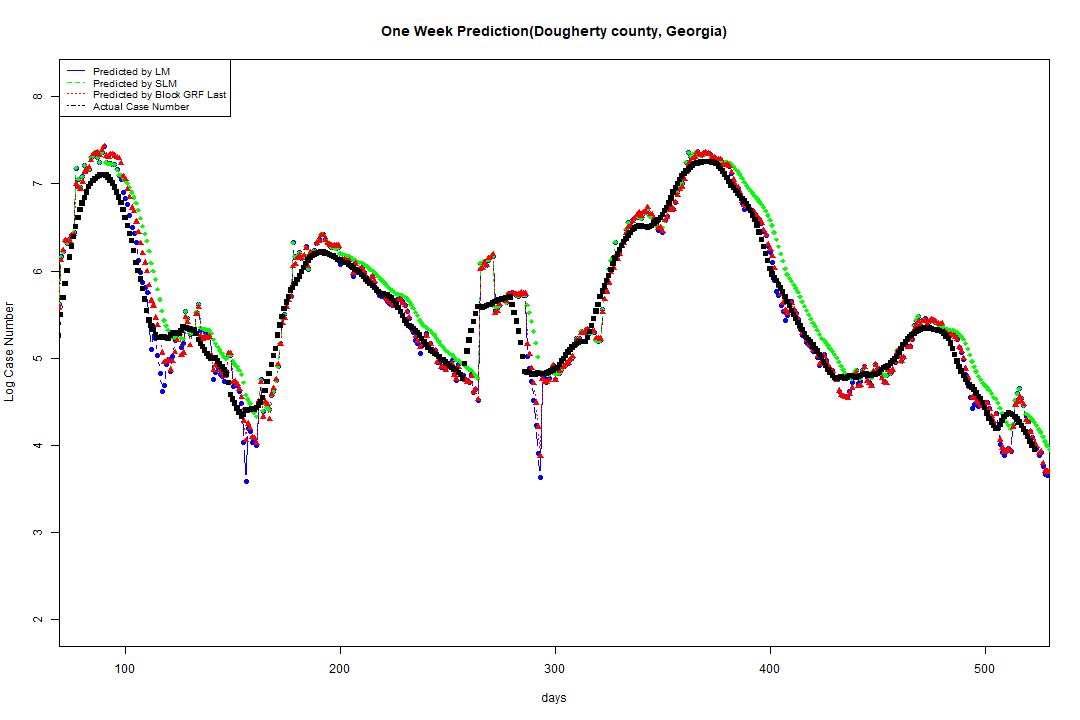 One Week Prediction(Dougherty county, Georgia)
Predicted by LM
Predicted by SLM
Predicted by Block GRF Last
Actual Case Number
8
7
6
5
4
3
2
Log Case Number
100 200 300 400 500
days